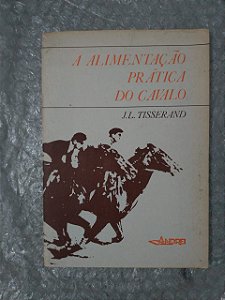 A ALIMENTAÇÃO
PRÁTICA
DO CAVALO
J.L. TISSERAND
ANDREI